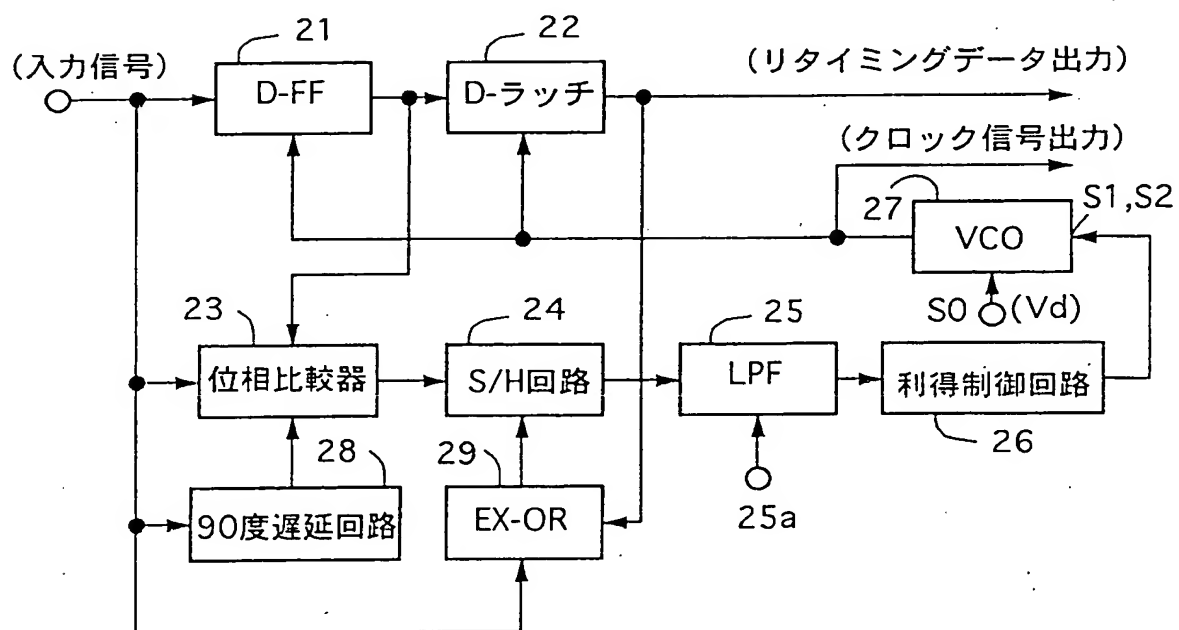 21
22
(入力信号)
D-FF
D-ラッチ
(リタイミングデータ出力)
(クロック信号出力)
27
S1,S2
VCO
S0
(Vd)
23
24
25
位相比較器
S/H回路
LPF
利得制御回路
26
28
29
25a
90度遅延回路
EX-OR